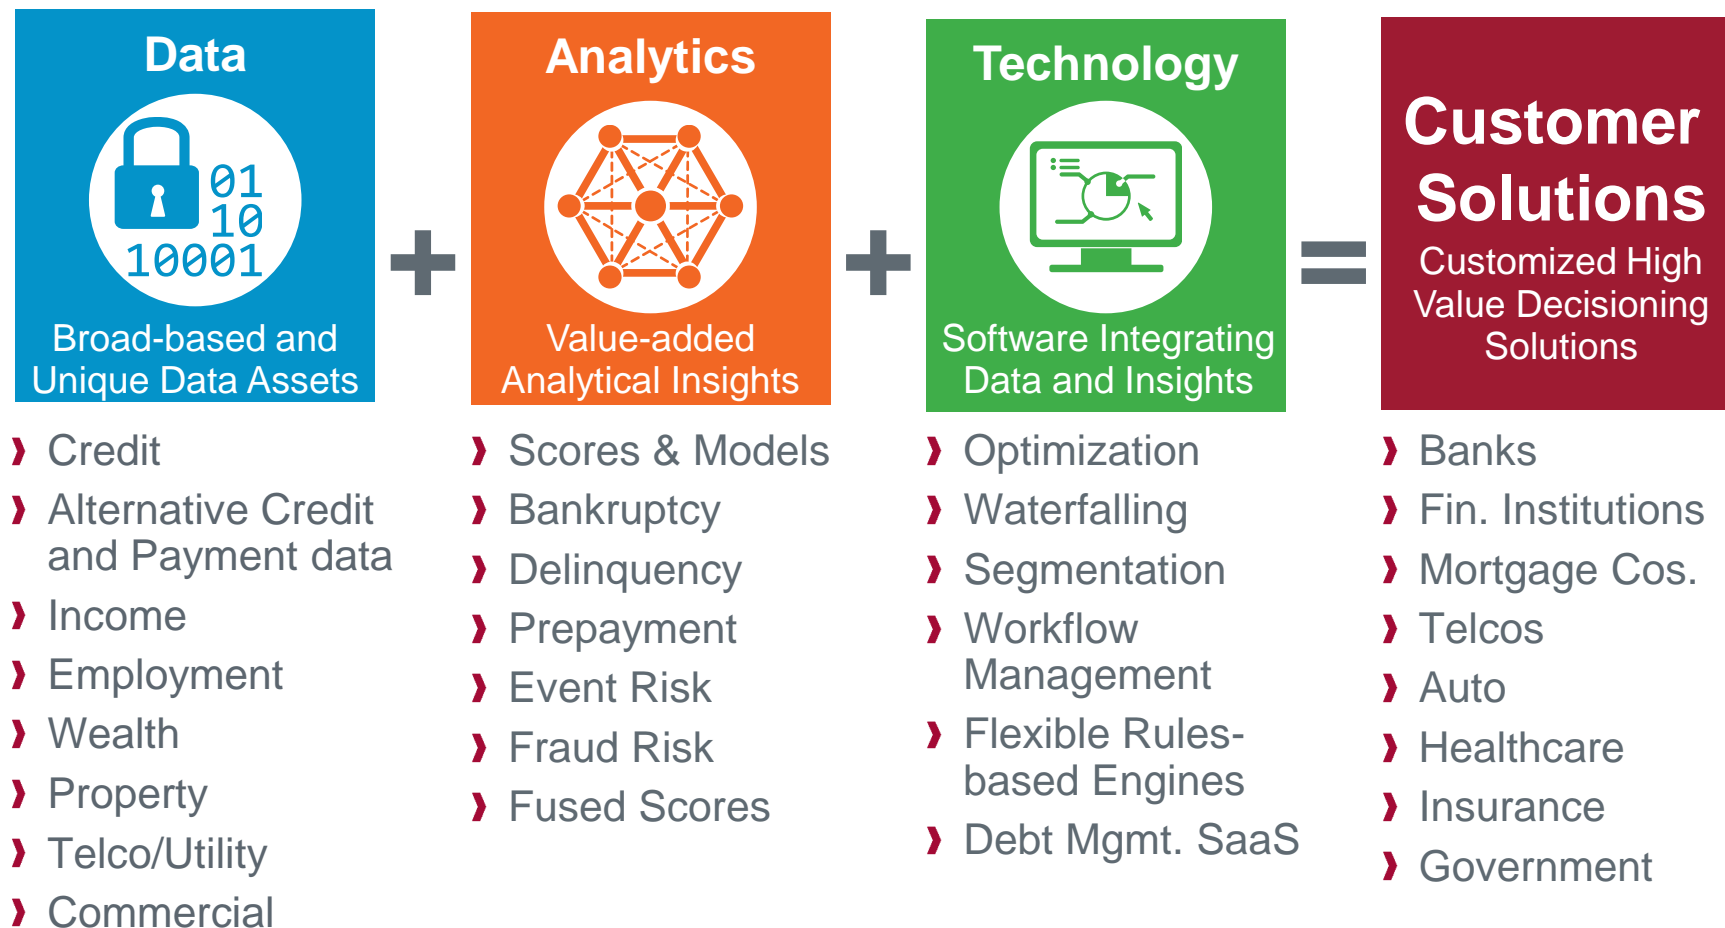 Data
01
10
10001
Broad-based and
Unique Data Assets
Credit
Alternative Credit
and Payment data
Income
Employment
Wealth
Property
Telco/Utility
Commercial
+
Analytics
Value-added
Analytical Insights
Scores & Models
Bankruptcy
Delinquency
Prepayment
Event Risk
Fraud Risk
Fused Scores
+
Technology
Software Integrating
Data and Insights
Optimization
Waterfalling
Segmentation
Workflow
Management
Flexible Rules-
based Engines
Debt Mgmt. SaaS
=
Customer
Solutions
Customized High
Value Decisioning
Solutions
Banks
Fin. Institutions
Mortgage Cos.
Telcos
Auto
Healthcare
Insurance
Government